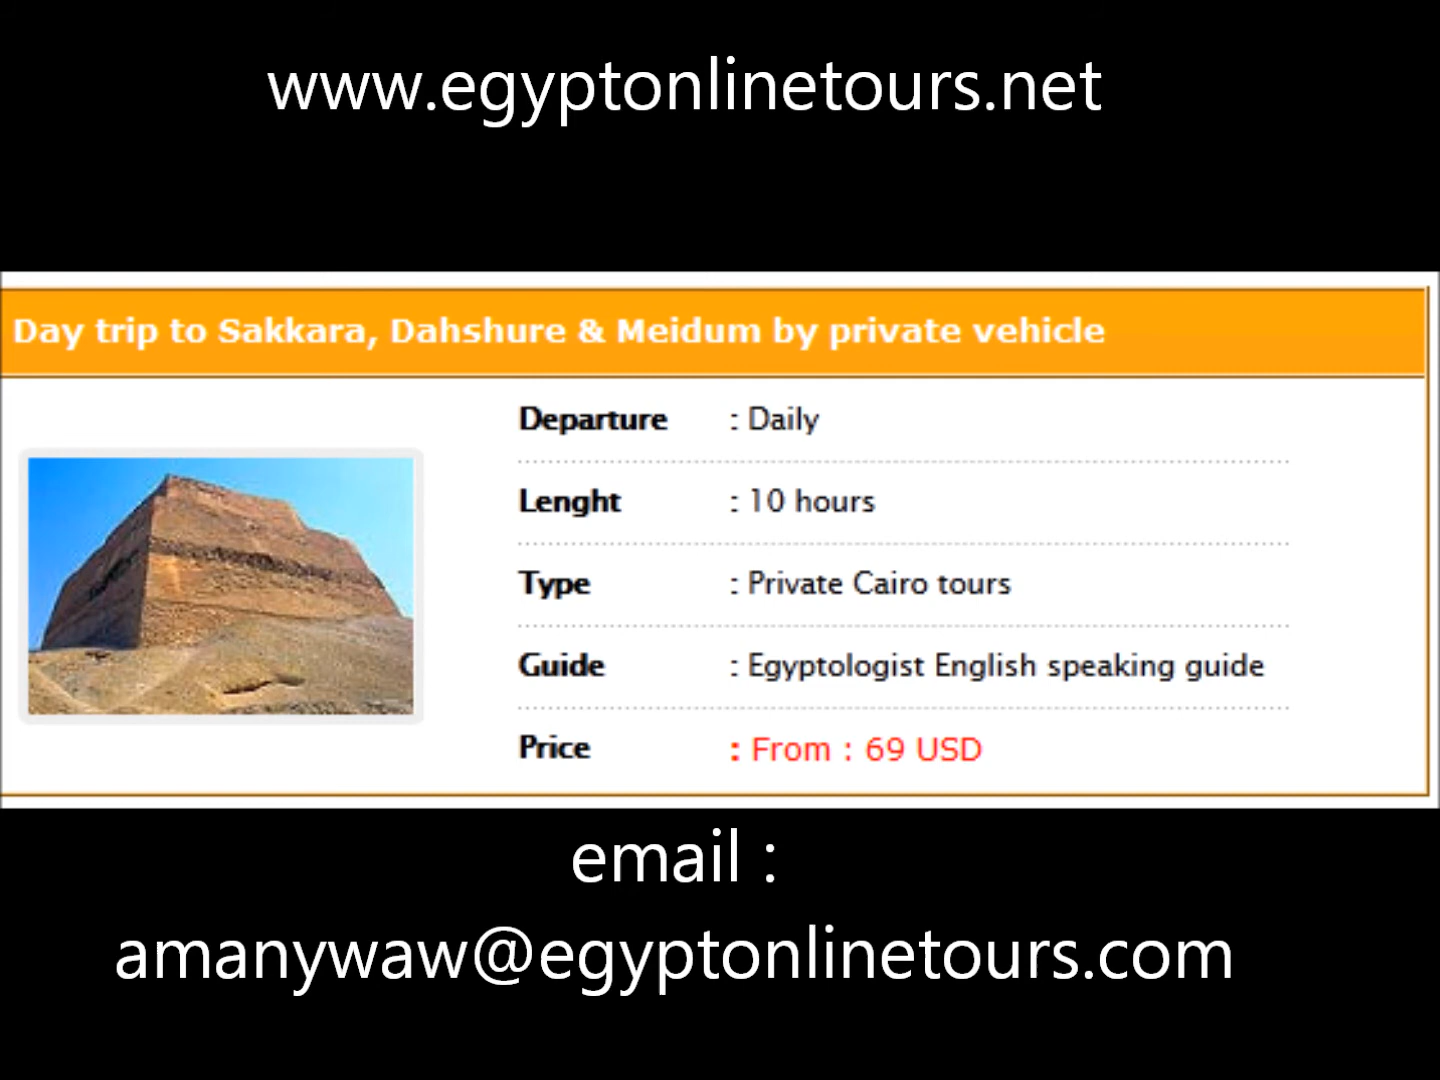 www.egyptonlinetours.net
Day trip to Sakkara, Dahshure & Meidum by private vehicle
Departure : Daily
Lenght : 10 hours
Type : Private Cairo tours
Guide : Egyptologist English speaking guide
Price : From : 69 USD
email :
amanywaw@egyptonlinetours.com